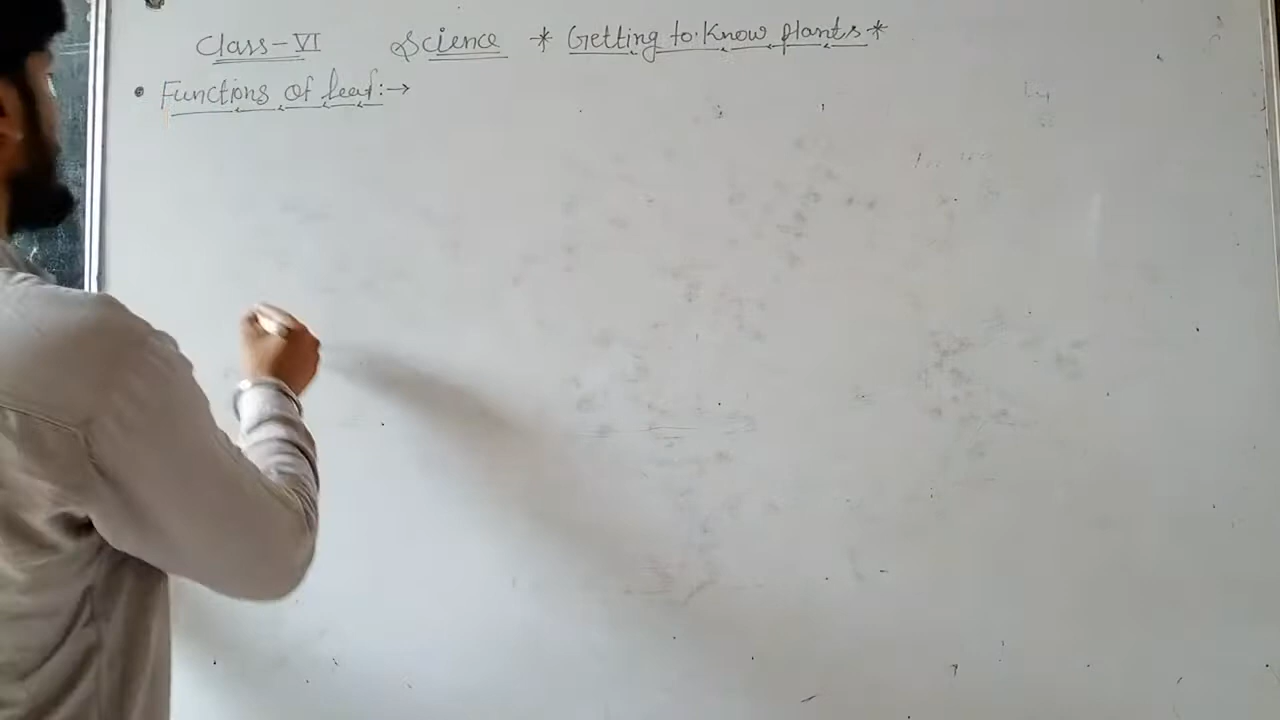 Class-VI Science * Getting to Know plants *
• Functions of leaf:→